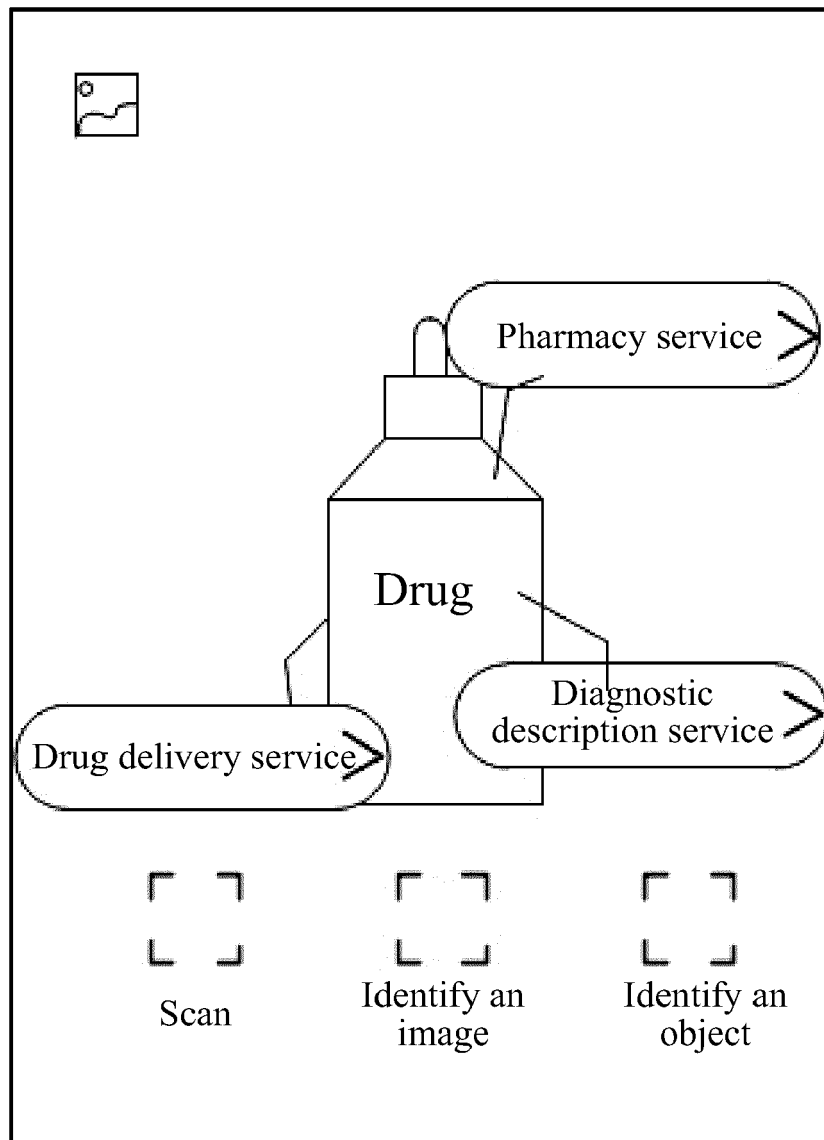 Pharmacy service
Drug
Diagnostic
description service
Drug delivery service
Scan
Identify an
image
Identify an
object